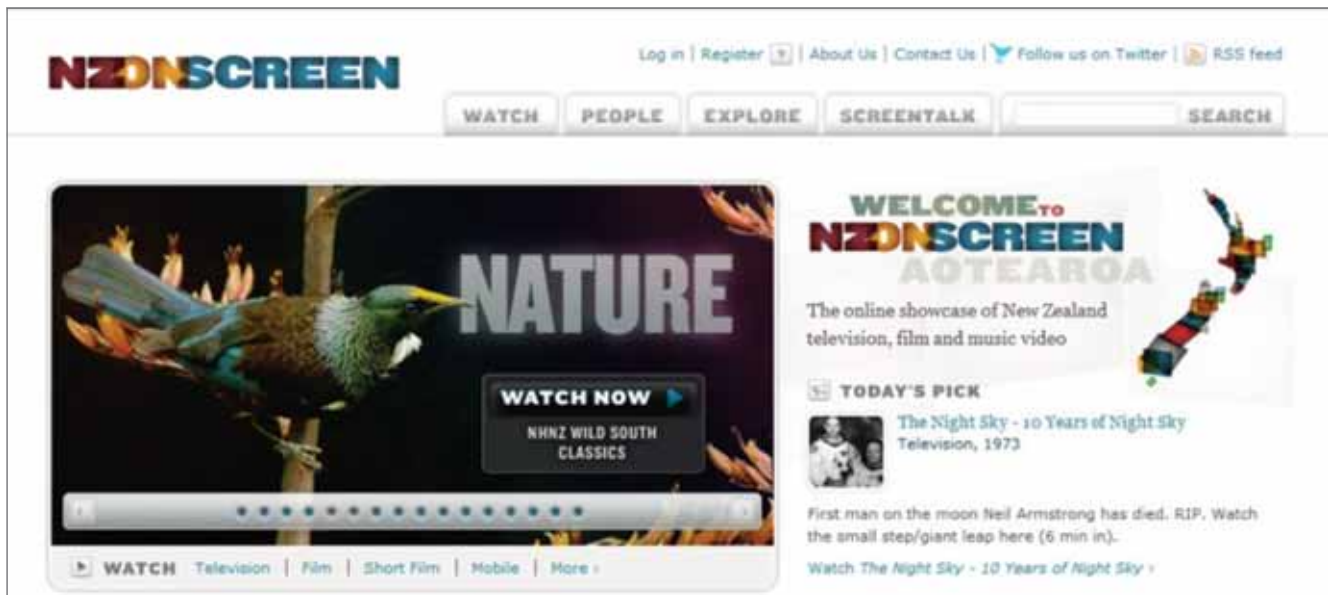 NZONSCREEN
Log in | Register | About Us | Contact Us | Follow us on Twitter | RSS feed
WATCH PEOPLE EXPLORE SCREENTALK SEARCH
NATURE
WATCH NOW
NHNZ WILD SOUTH
CLASSICS
WATCH Television | Film | Short Film | Mobile | More ›
WELCOME TO
NZONSCREEN
AOTEAROA
The online showcase of New Zealand
television, film and music video
TODAY'S PICK
The Night Sky - 10 Years of Night Sky
Television, 1973
First man on the moon Neil Armstrong has died. RIP. Watch
the small step/giant leap here (6 min in).
Watch The Night Sky - 10 Years of Night Sky ›